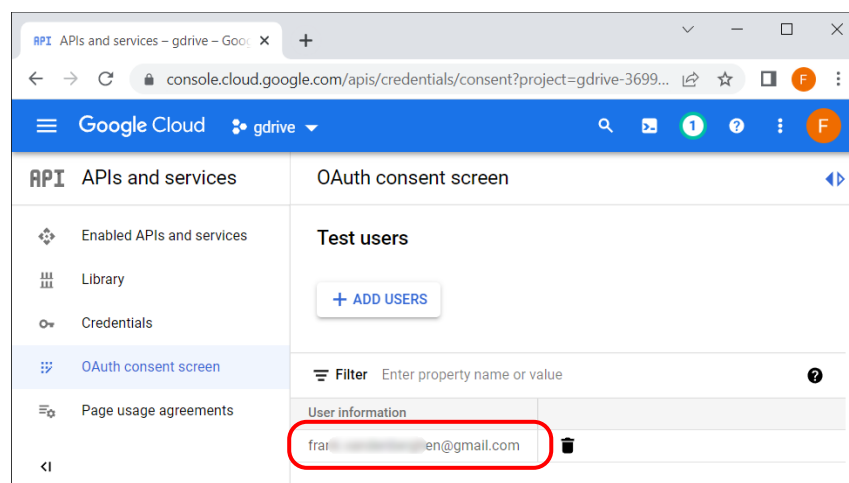 API APIs and services – gdrive – Goo
console.cloud.google.com/apis/credentials/consent?project=gdrive-3699... F
Google Cloud gdrive 1 F
API APIs and services
OAuth consent screen
Enabled APIs and services
Library
Credentials
OAuth consent screen
Page usage agreements
Test users
+ ADD USERS
Filter Enter property name or value
User information
fra en@gmail.com